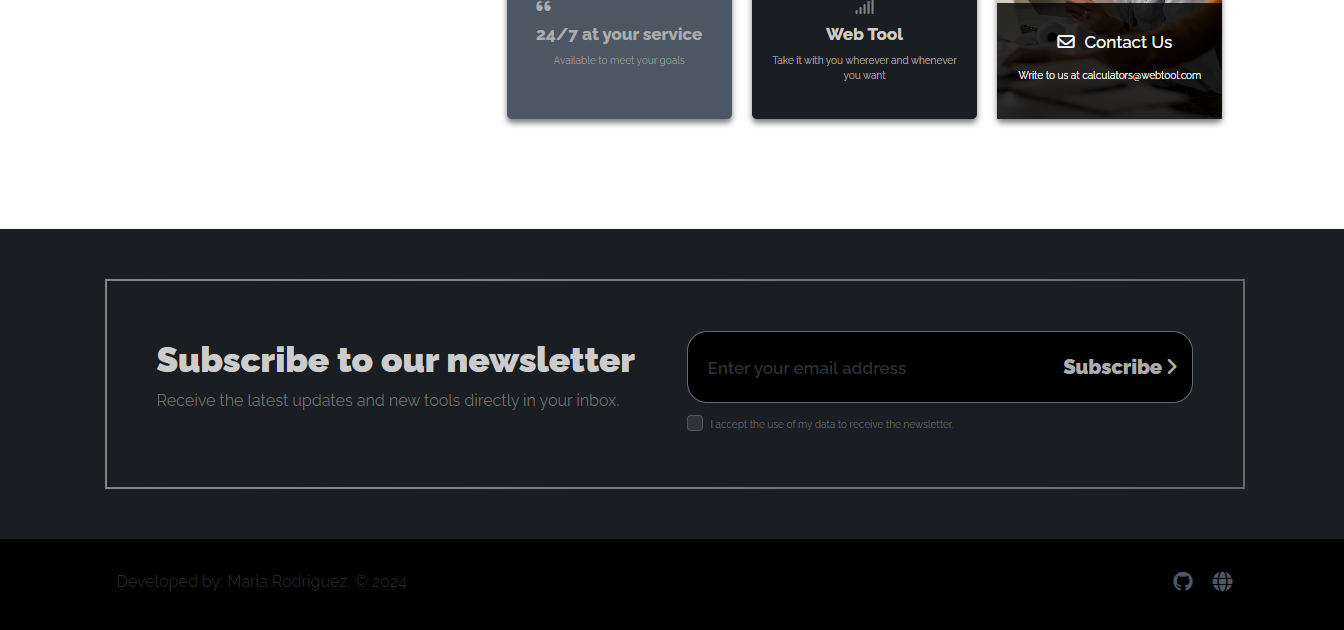 24/7 at your service
Available to meet your goals
Web Tool
Take it with you wherever and whenever
you want
Contact Us
Write to us at calculators@webtool.com
Subscribe to our newsletter
Receive the latest updates and new tools directly in your inbox.
Enter your email address
Subscribe
I accept the use of my data to receive the newsletter.
Developed by: Maria Rodríguez. © 2024